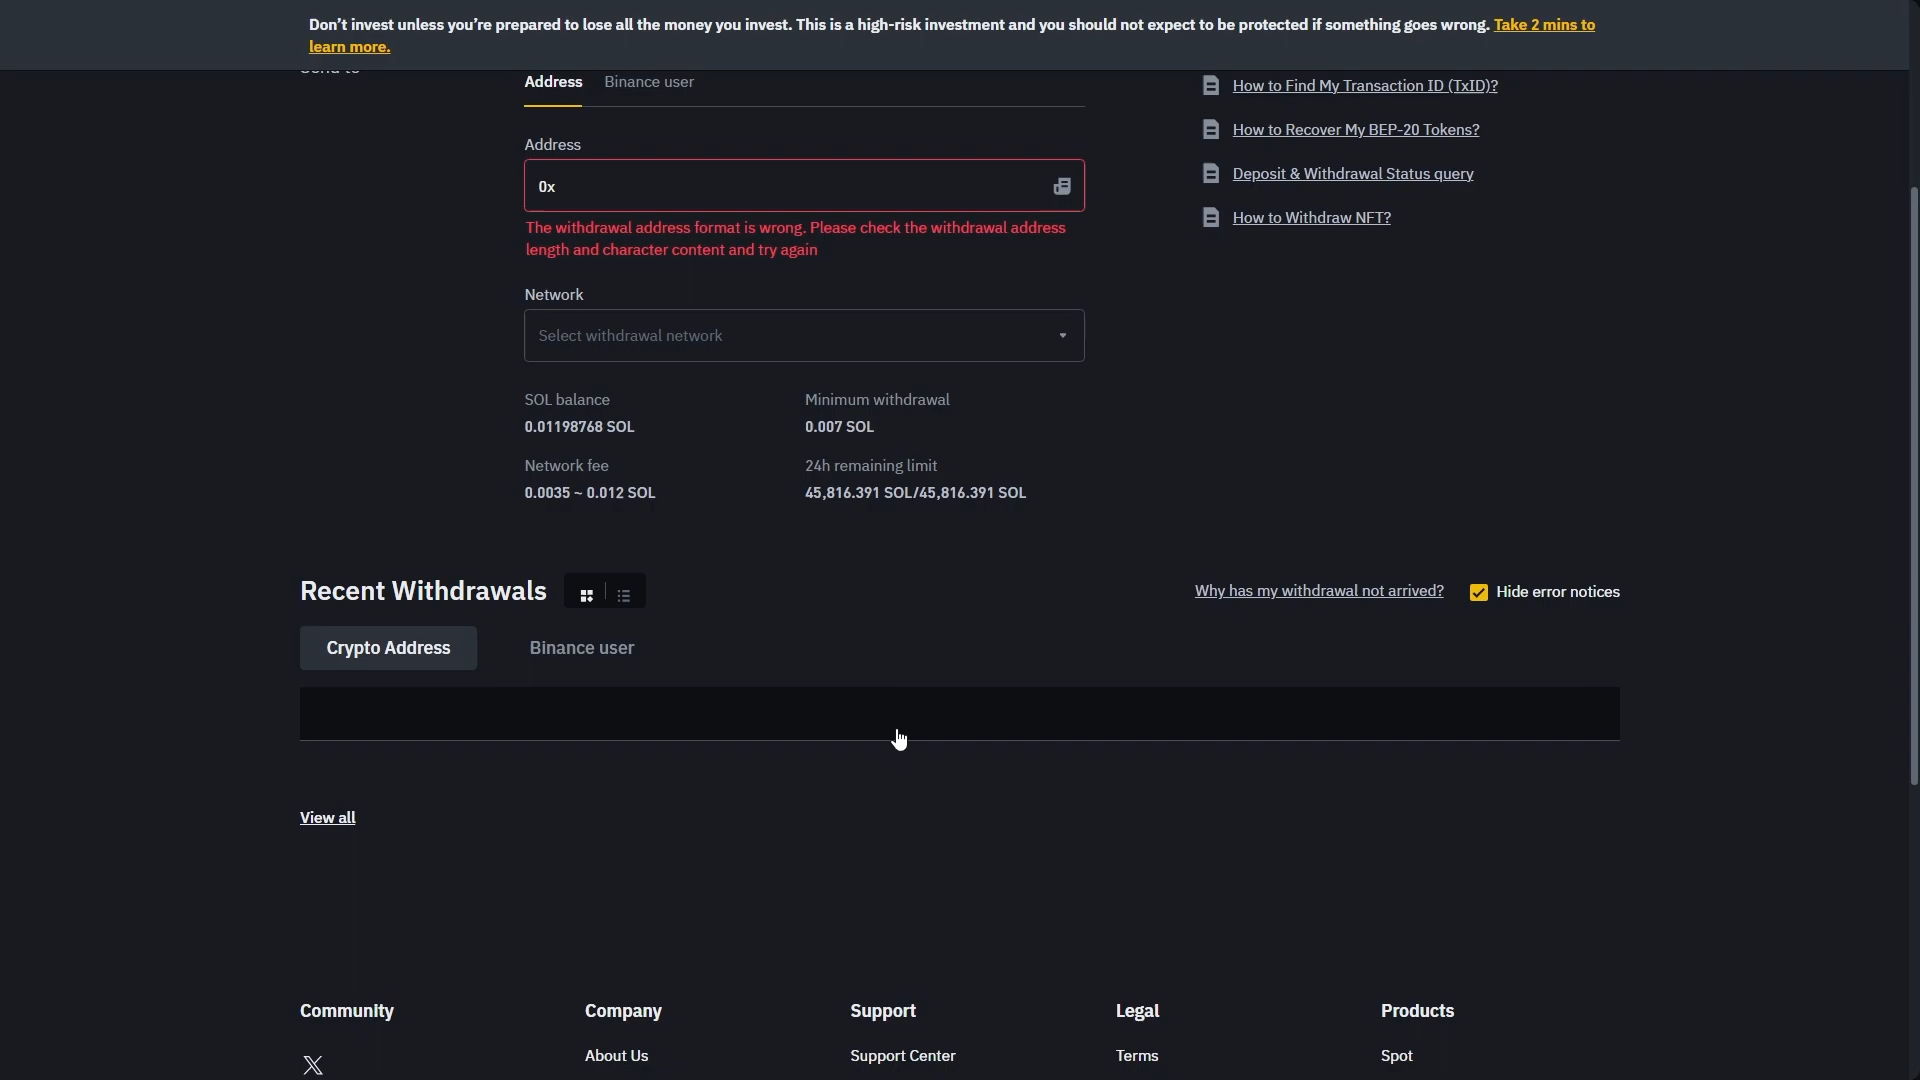 Don't invest unless you're prepared to lose all the money you invest. This is a high-risk investment and you should not expect to be protected if something goes wrong. Take 2 mins to
learn more.
Address
Binance user
Address
0x
The withdrawal address format is wrong. Please check the withdrawal address
length and character content and try again
Network
Select withdrawal network
SOL balance
0.01198768 SOL
Minimum withdrawal
0.007 SOL
Network fee
0.0035 ~ 0.012 SOL
24h remaining limit
45,816.391 SOL/45,816.391 SOL
How to Find My Transaction ID (TxID)?
How to Recover My BEP-20 Tokens?
Deposit & Withdrawal Status query
How to Withdraw NFT?
Recent Withdrawals
Why has my withdrawal not arrived?
Hide error notices
Crypto Address
Binance user
View all
Community
Company
Support
Legal
Products
About Us
Support Center
Terms
Spot